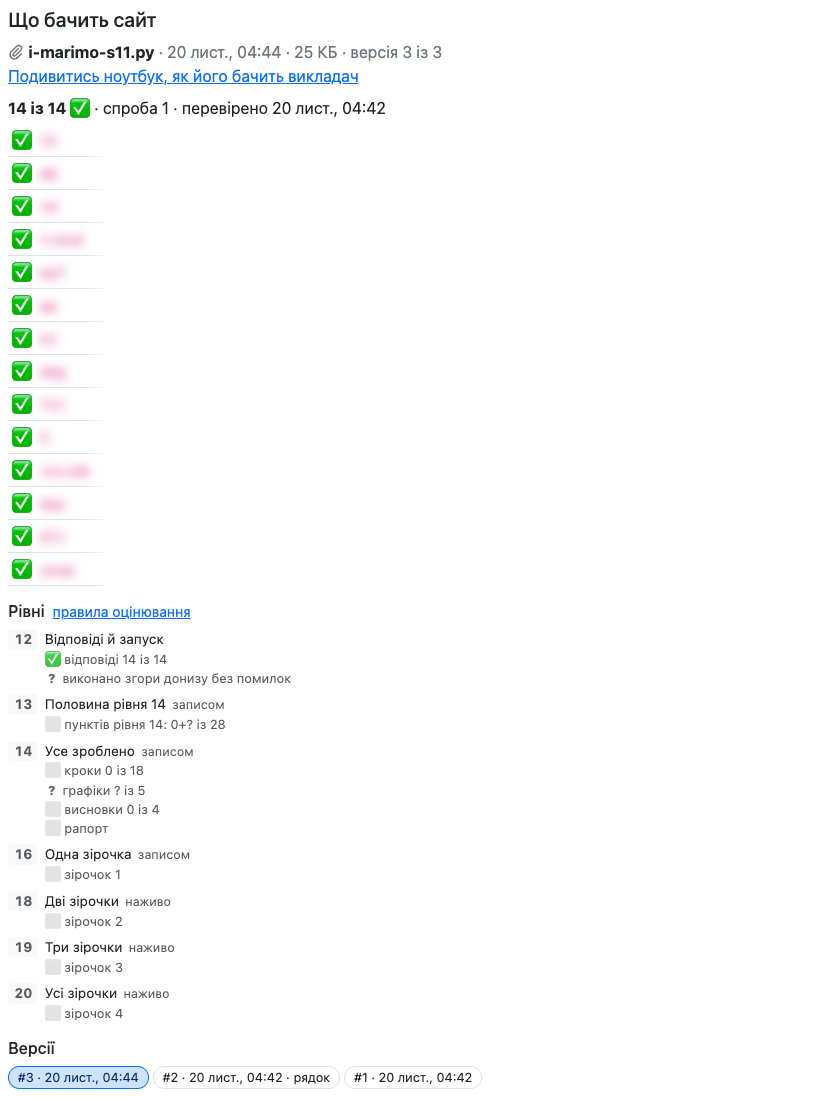 Що бачить сайт
i-marimo-s11.py · 20 лист., 04:44 · 25 КБ · версія 3 із 3
Подивитись ноутбук, як його бачить викладач
14 із 14 ✅ · спроба 1 · перевірено 20 лист., 04:42
Рівні правила оцінювання
12 Відповіді й запуск
✅ відповіді 14 із 14
? виконано згори донизу без помилок
13 Половина рівня 14 записом
пунктів рівня 14: 0+? із 28
14 Усе зроблено записом
кроки 0 із 18
? графіки ? із 5
висновки 0 із 4
рапорт
16 Одна зірочка записом
зірочок 1
18 Дві зірочки наживо
зірочок 2
19 Три зірочки наживо
зірочок 3
20 Усі зірочки наживо
зірочок 4
Версії
#3 · 20 лист., 04:44 #2 · 20 лист., 04:42 · рядок #1 · 20 лист., 04:42